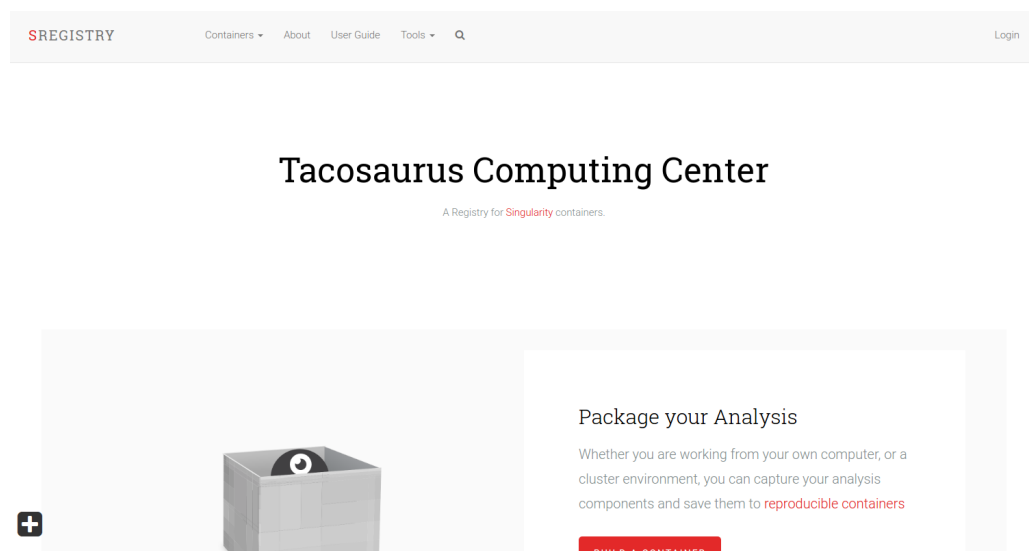 SREGISTRY Containers About User Guide Tools Login
Tacosaurus Computing Center
A Registry for Singularity containers.
Package your Analysis
Whether you are working from your own computer, or a
cluster environment, you can capture your analysis
components and save them to reproducible containers
BUILD A CONTAINER